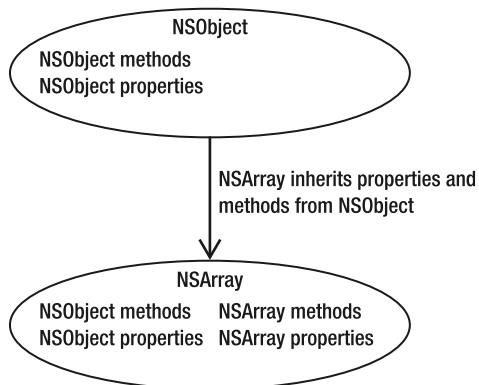 NSObject
NSObject methods
NSObject properties
NSArray inherits properties and
methods from NSObject
NSArray
NSObject methods NSArray methods
NSObject properties NSArray properties